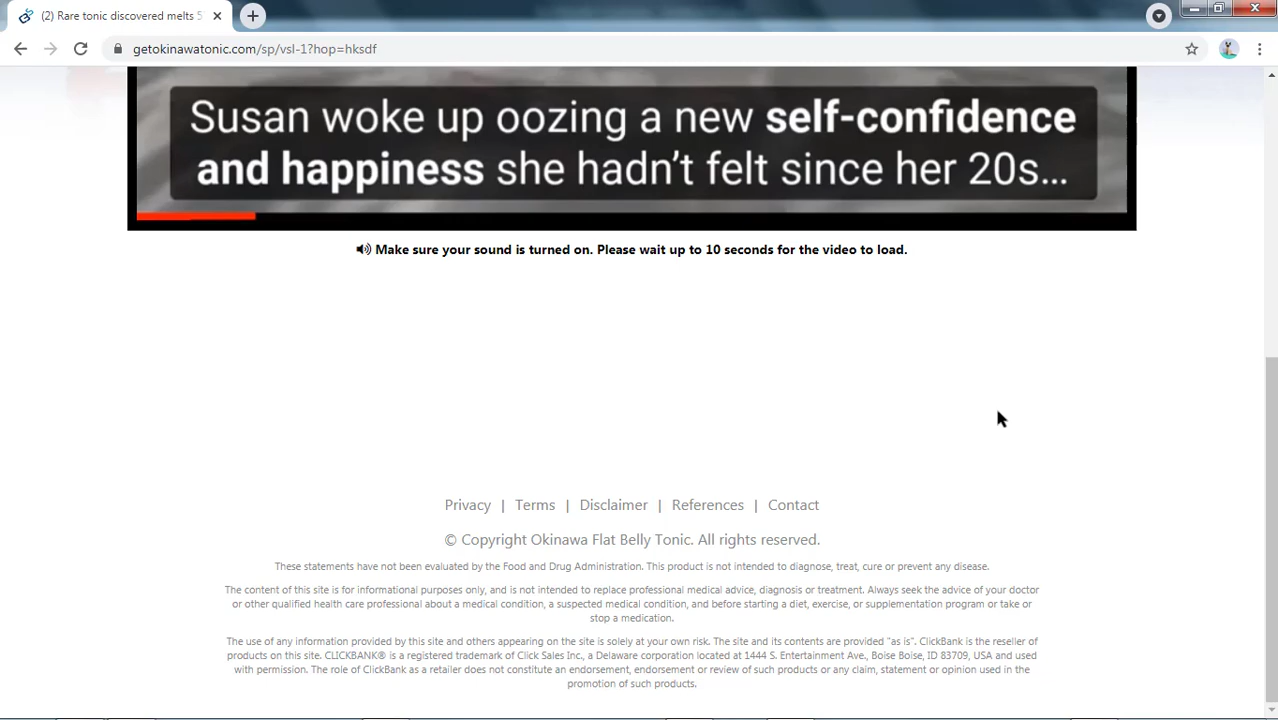 (2) Rare tonic discovered melts 5
getokinawatonic.com/sp/vsl-1?hop=hksdf
Susan woke up oozing a new self-confidence
and happiness she hadn't felt since her 20s...
Make sure your sound is turned on. Please wait up to 10 seconds for the video to load.
Privacy | Terms | Disclaimer | References | Contact
© Copyright Okinawa Flat Belly Tonic. All rights reserved.
These statements have not been evaluated by the Food and Drug Administration. This product is not intended to diagnose, treat, cure or prevent any disease.
The content of this site is for informational purposes only, and is not intended to replace professional medical advice, diagnosis or treatment. Always seek the advice of your doctor
or other qualified health care professional about a medical condition, a suspected medical condition, and before starting a diet, exercise, or supplementation program or take or
stop a medication.
The use of any information provided by this site and others appearing on the site is solely at your own risk. The site and its contents are provided "as is". ClickBank is the reseller of
products on this site. CLICKBANK® is a registered trademark of Click Sales Inc., a Delaware corporation located at 1444 S. Entertainment Ave., Boise Boise, ID 83709, USA and used
with permission. The role of ClickBank as a retailer does not constitute an endorsement, endorsement or review of such products or any claim, statement or opinion used in the
promotion of such products.